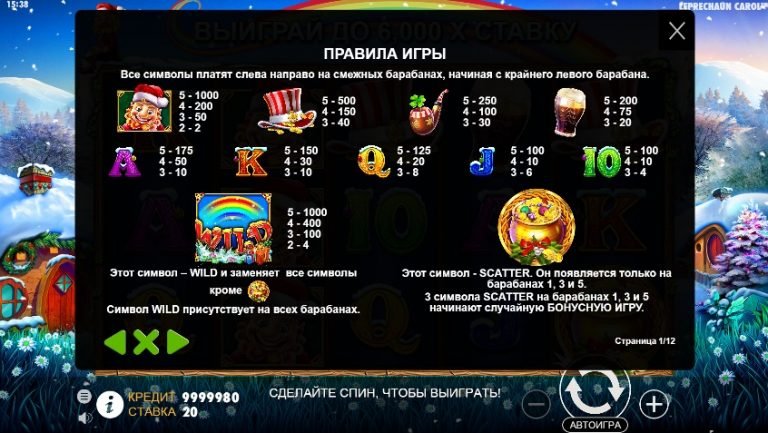 15:38
LEPRECHAUN CAROL
ВЫИГРАЙ ДО 6,000 X СТАВКУ
ПРАВИЛА ИГРЫ
Все символы платят слева направо на смежных барабанах, начиная с крайнего левого барабана.
5 - 1000
4 - 200
3 - 50
2 - 2
5 - 500
4 - 150
3 - 40
5 - 250
4 - 100
3 - 30
5 - 200
4 - 75
3 - 20
A
5 - 175
4 - 50
3 - 10
K
5 - 150
4 - 30
3 - 10
Q
5 - 125
4 - 20
3 - 8
J
5 - 100
4 - 10
3 - 6
10
5 - 100
4 - 10
3 - 4
WILD
5 - 1000
4 - 400
3 - 100
2 - 4
Этот символ – WILD и заменяет все символы
кроме
Символ WILD присутствует на всех барабанах.
Этот символ - SCATTER. Он появляется только на
барабанах 1, 3 и 5.
3 символа SCATTER на барабанах 1, 3 и 5
начинают случайную БОНУСНУЮ ИГРУ.
Страница 1/12
КРЕДИТ 9999980
СТАВКА 20
СДЕЛАЙТЕ СПИН, ЧТОБЫ ВЫИГРАТЬ!
АВТОИГРА